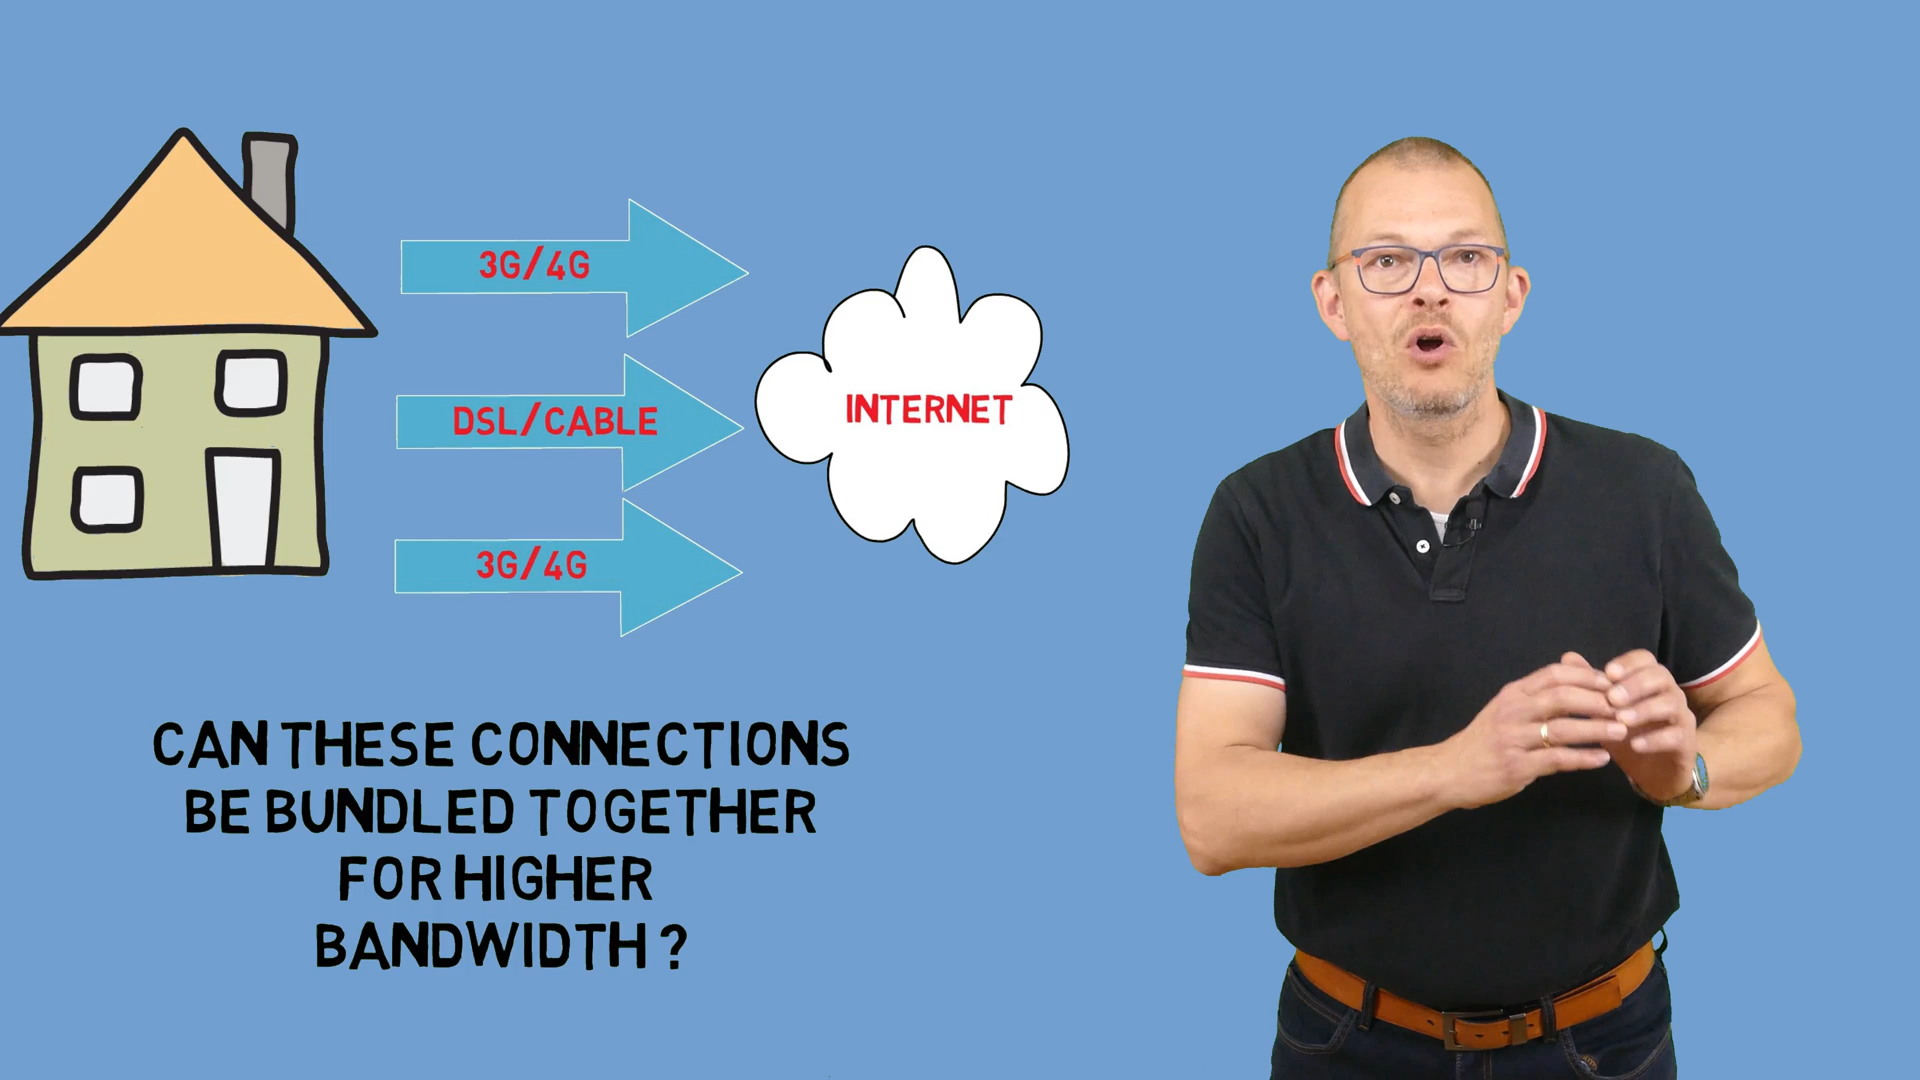 3G/4G
DSL/CABLE
3G/4G
INTERNET
CAN THESE CONNECTIONS
BE BUNDLED TOGETHER
FOR HIGHER
BANDWIDTH ?